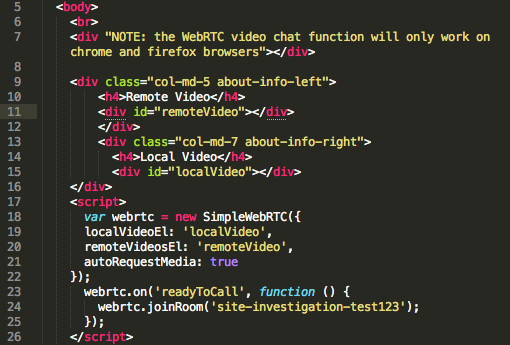 5 <body>
6 <br>
7 <div "NOTE: the WebRTC video chat function will only work on
chrome and firefox browsers"></div>
8
9 <div class="col-md-5 about-info-left">
10 <h4>Remote Video</h4>
11 <div id="remoteVideo"></div>
12 </div>
13 <div class="col-md-7 about-info-right">
14 <h4>Local Video</h4>
15 <div id="localVideo"></div>
16 </div>
17 <script>
18 var webrtc = new SimpleWebRTC({
19 localVideoEl: 'localVideo',
20 remoteVideosEl: 'remoteVideo',
21 autoRequestMedia: true
22 });
23 webrtc.on('readyToCall', function () {
24 webrtc.joinRoom('site-investigation-test123');
25 });
26 </script>